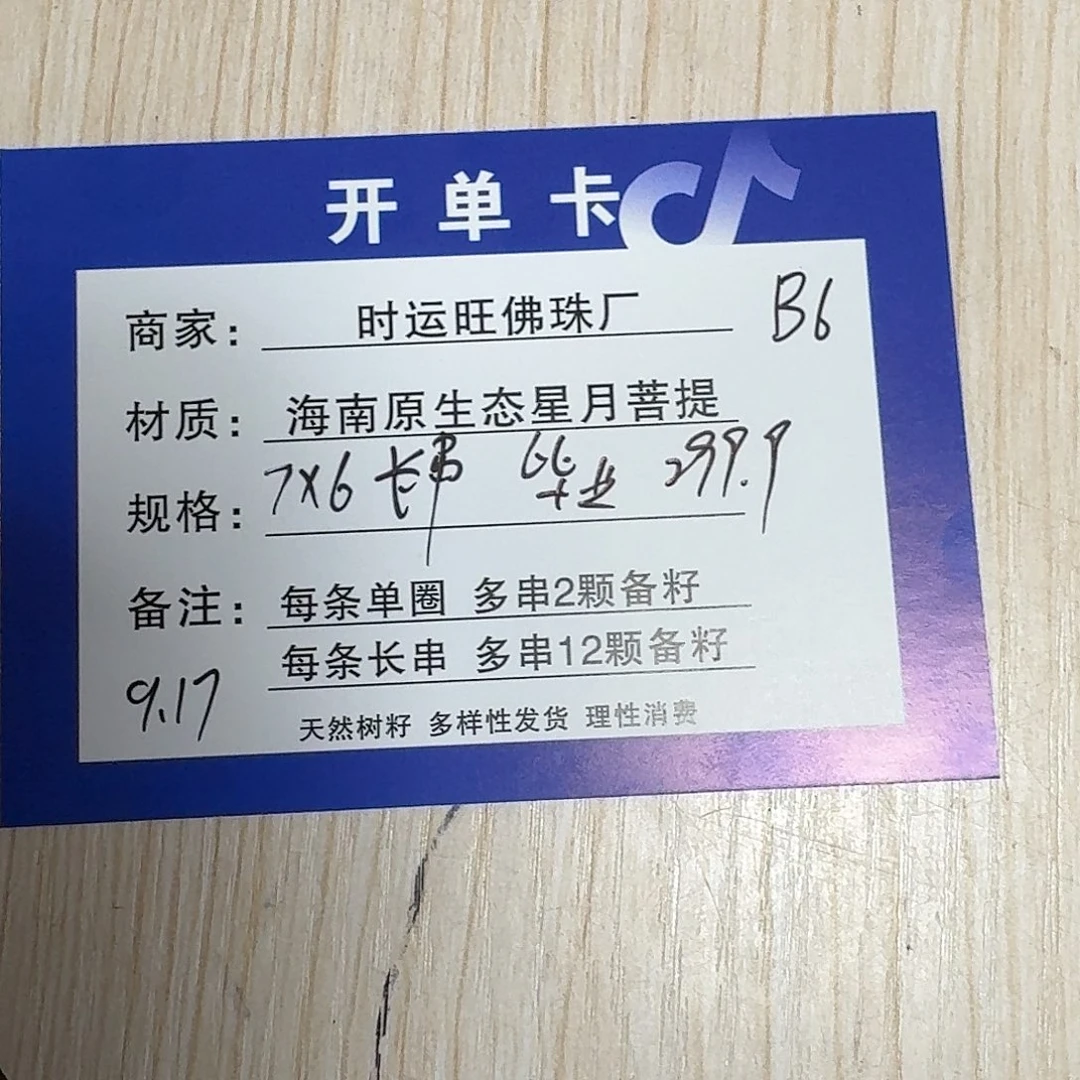 开单卡
商家: 时运旺佛珠厂 B6
材质: 海南原生态星月菩提
规格: 7X6 长串 毕业 299.9
备注: 每条单圈 多串2颗备籽
每条长串 多串12颗备籽
9.17
天然树籽 多样性发货 理性消费